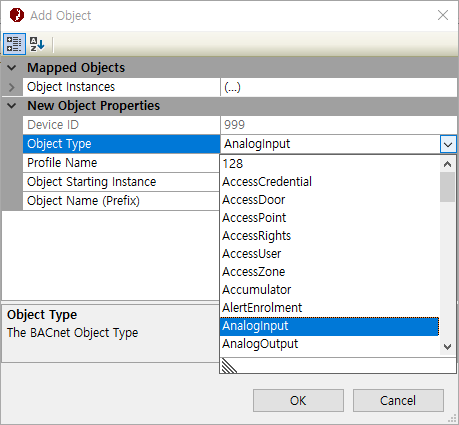 Add Object
Mapped Objects
Object Instances (...)
New Object Properties
Device ID 999
Object Type AnalogInput
Profile Name
Object Starting Instance
Object Name (Prefix)
128
AccessCredential
AccessDoor
AccessPoint
AccessRights
AccessUser
AccessZone
Accumulator
AlertEnrolment
AnalogInput
AnalogOutput
Object Type
The BACnet Object Type
OK Cancel